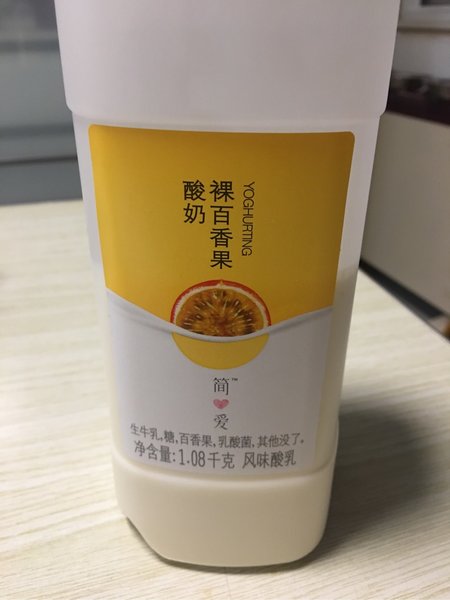 YOGHURTING
裸百香果
酸奶
简™
爱
生牛乳,糖,百香果,乳酸菌,其他没了。
净含量:1.08千克 风味酸乳